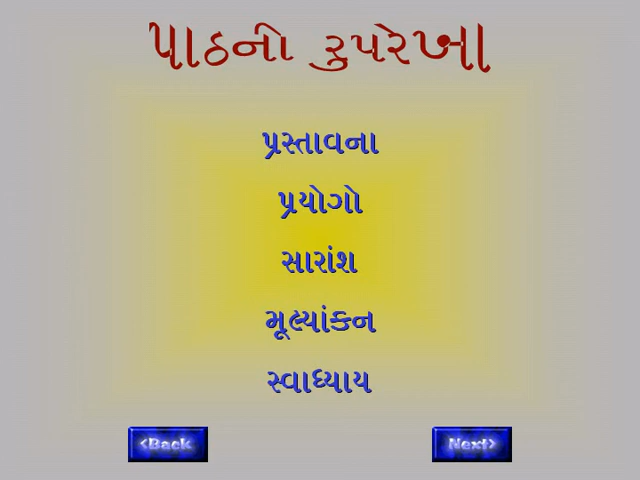 પાઠની રુપરેખા
પ્રસ્તાવના
પ્રયોગો
સારાંશ
મૂલ્યાંકન
સ્વાધ્યાય
<Back Next>